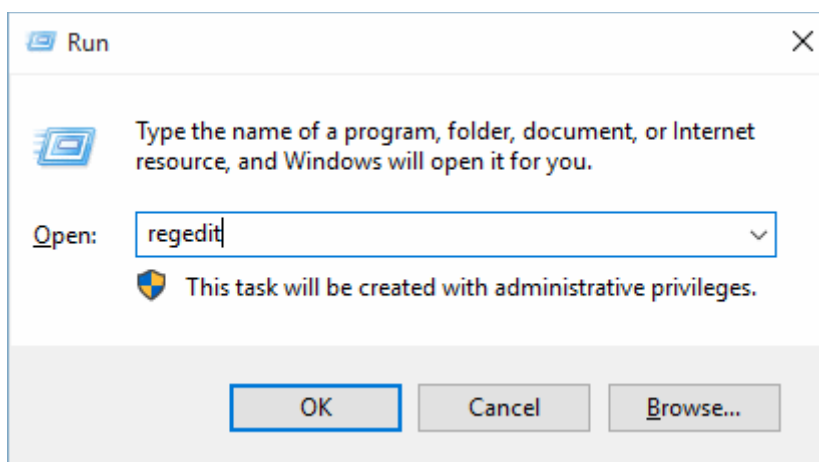 Run
Type the name of a program, folder, document, or Internet
resource, and Windows will open it for you.
Open: regedit
This task will be created with administrative privileges.
OK Cancel Browse...